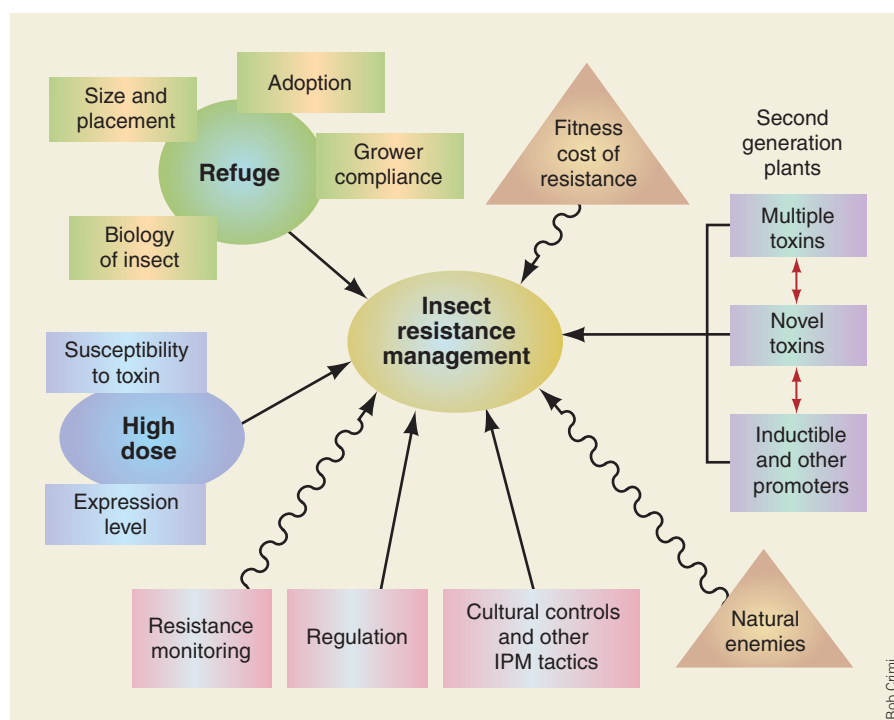 Size and
placement
Adoption
Refuge
Grower
compliance
Biology
of insect
Fitness
cost of
resistance
Second
generation
plants
Multiple
toxins
Novel
toxins
Inductible
and other
promoters
Insect
resistance
management
Susceptibility
to toxin
High
dose
Expression
level
Resistance
monitoring
Regulation
Cultural controls
and other
IPM tactics
Natural
enemies
Bob Crimi